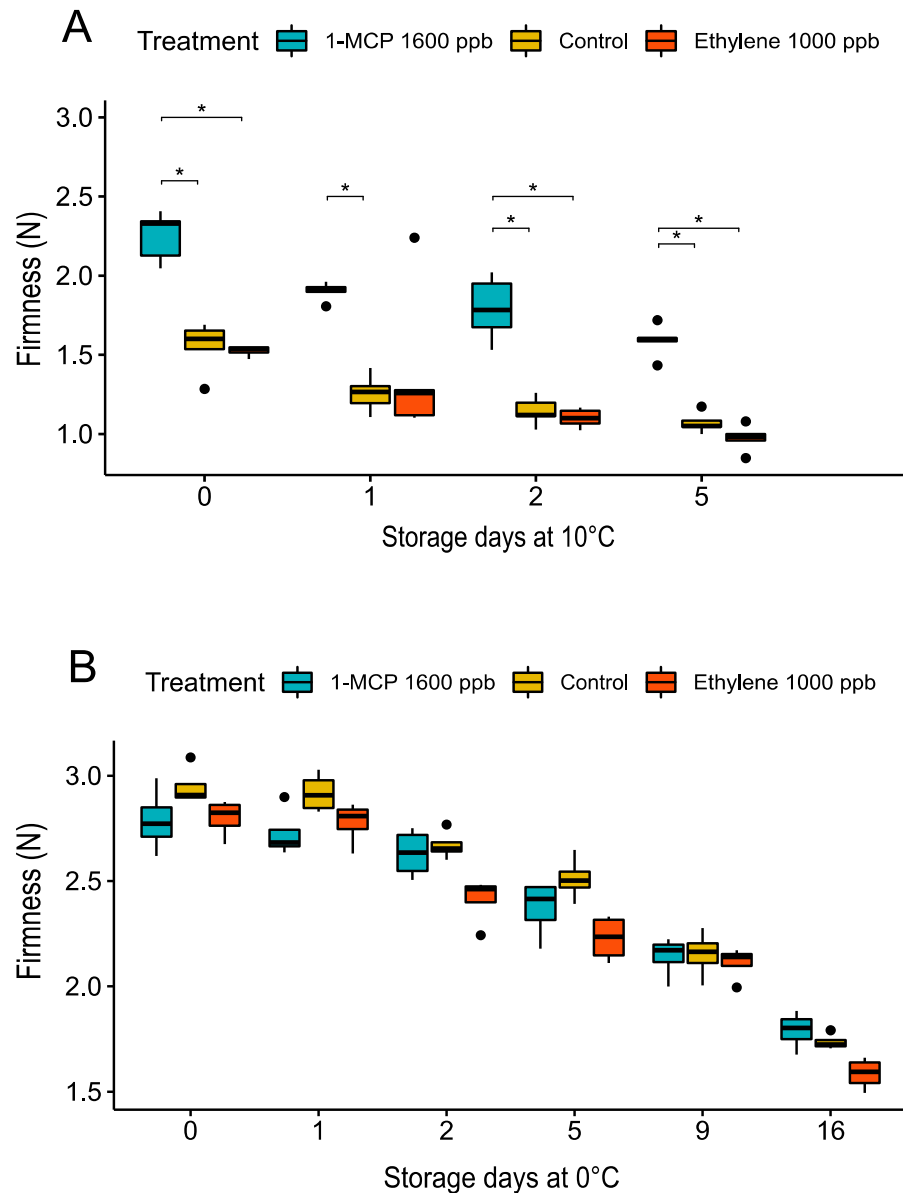 A
Treatment 1-MCP 1600 ppb Control Ethylene 1000 ppb
Firmness (N)
3.0
2.5
2.0
1.5
1.0
* *
* *
* *
* *
0 1 2 5
Storage days at 10°C
B
Treatment 1-MCP 1600 ppb Control Ethylene 1000 ppb
Firmness (N)
3.0
2.5
2.0
1.5
0 1 2 5 9 16
Storage days at 0°C